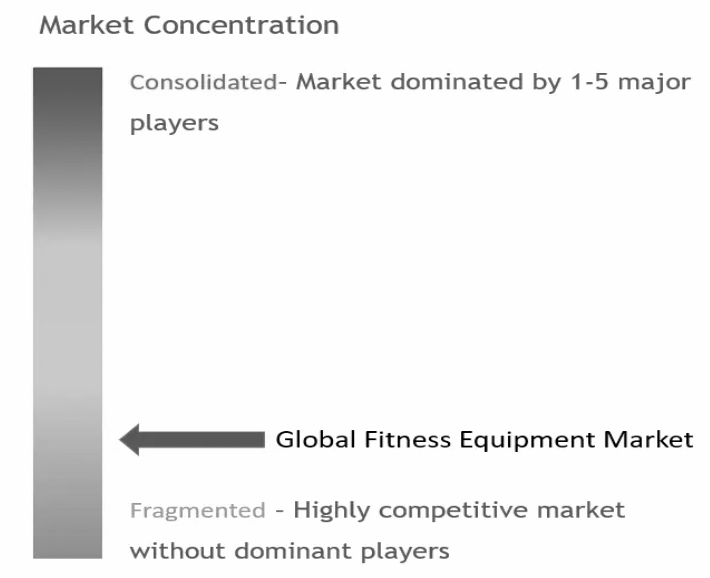 Market Concentration
Consolidated- Market dominated by 1-5 major
players
Global Fitness Equipment Market
Fragmented - Highly competitive market
without dominant players